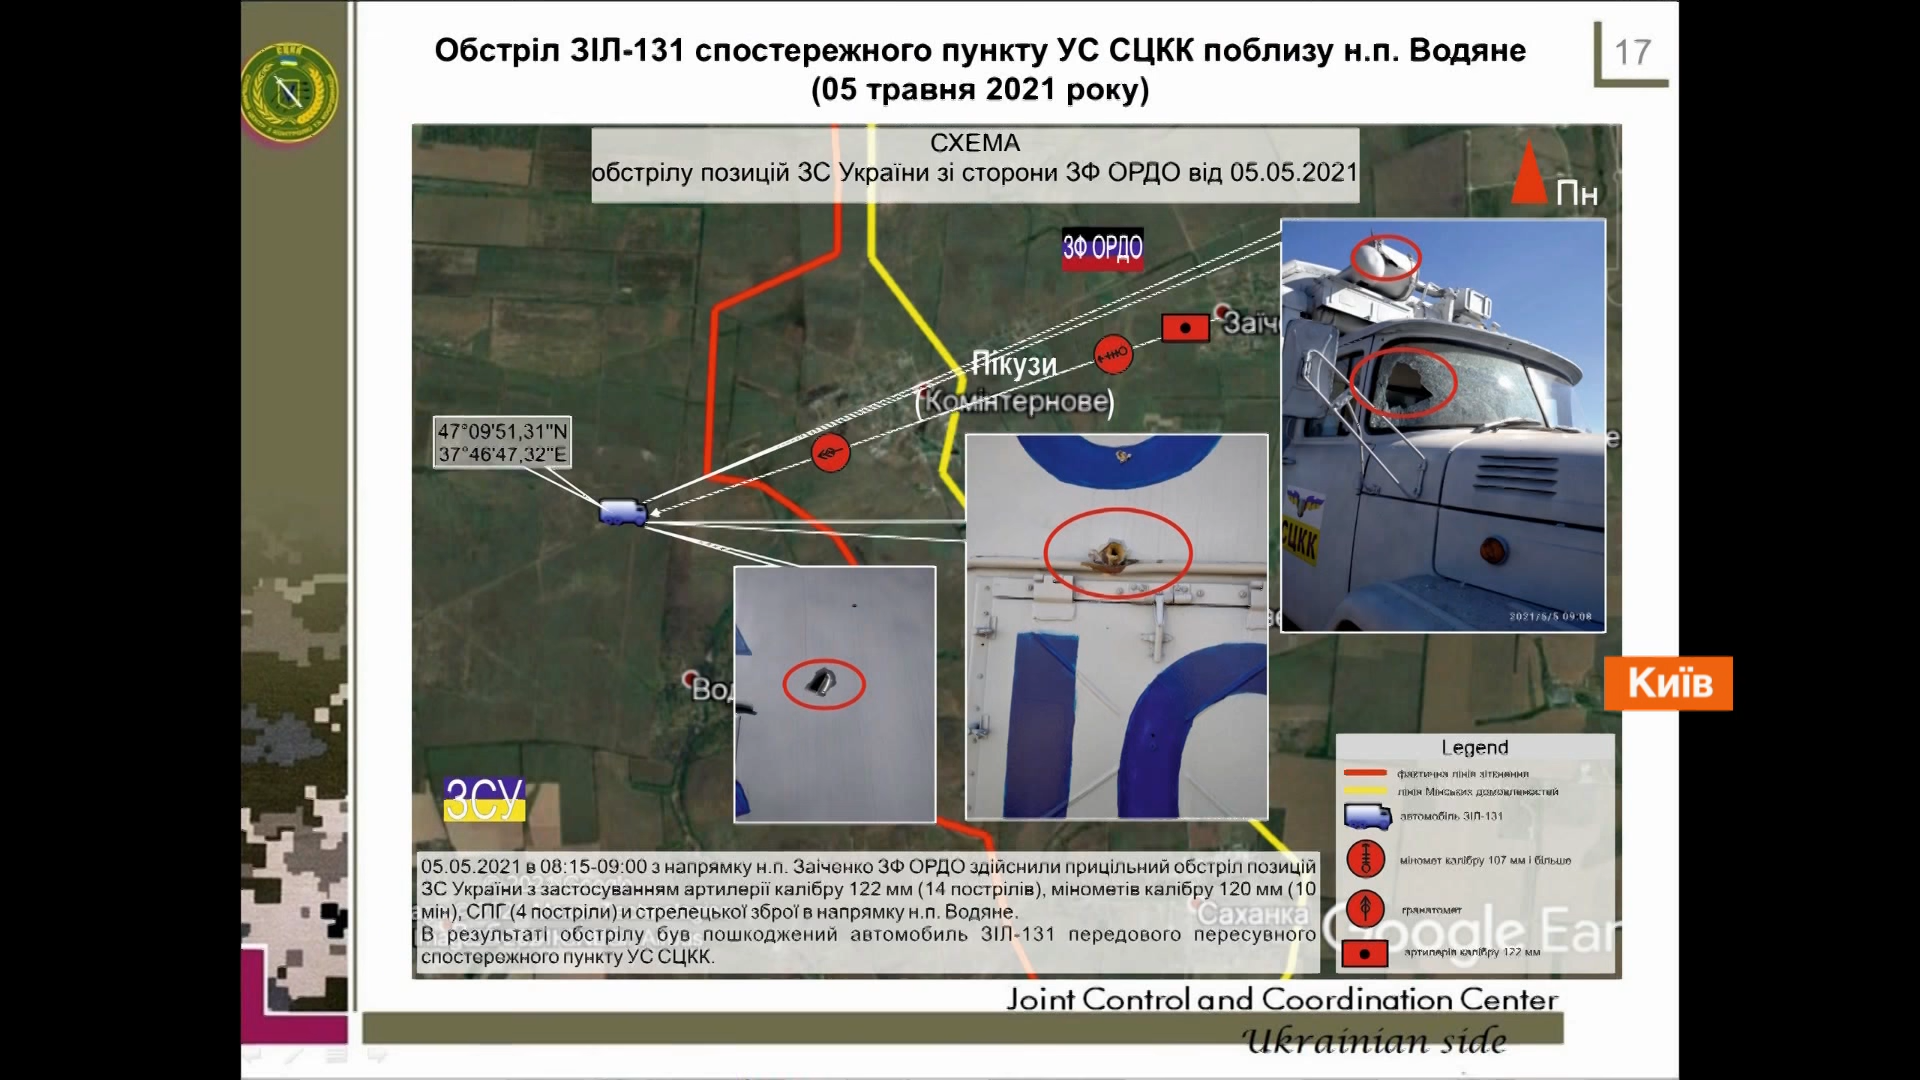 Обстріл ЗІЛ-131 спостережного пункту УС СЦКК поблизу н.п. Водяне
(05 травня 2021 року)
17
СЦКК
СХЕМА
обстрілу позицій ЗС України зі сторони ЗФ ОРДО від 05.05.2021
Пн
ЗФ ОРДО
Заїч
Пікузи
(Комінтернове)
47°09'51,31"N
37°46'47,32"E
СЦКК
2021/5/5 09:08
Вод
Київ
ЗСУ
Legend
фактична лінія зіткнення
лінія Мінських домовленостей
автомобіль ЗІЛ-131
міномет калібру 107 мм і більше
гранатомет
артилерія калібру 122 мм
05.05.2021 в 08:15-09:00 з напрямку н.п. Заіченко ЗФ ОРДО здійснили прицільний обстріл позицій
ЗС України з застосуванням артилерії калібру 122 мм (14 пострілів), мінометів калібру 120 мм (10
мін), СПГ (4 постріли) и стрелецької зброї в напрямку н.п. Водяне.
В результаті обстрілу був пошкоджений автомобиль ЗІЛ-131 передового пересувного
спостережного пункту УС СЦКК.
Саханка
Google Ear
Joint Control and Coordination Center
Ukrainian side